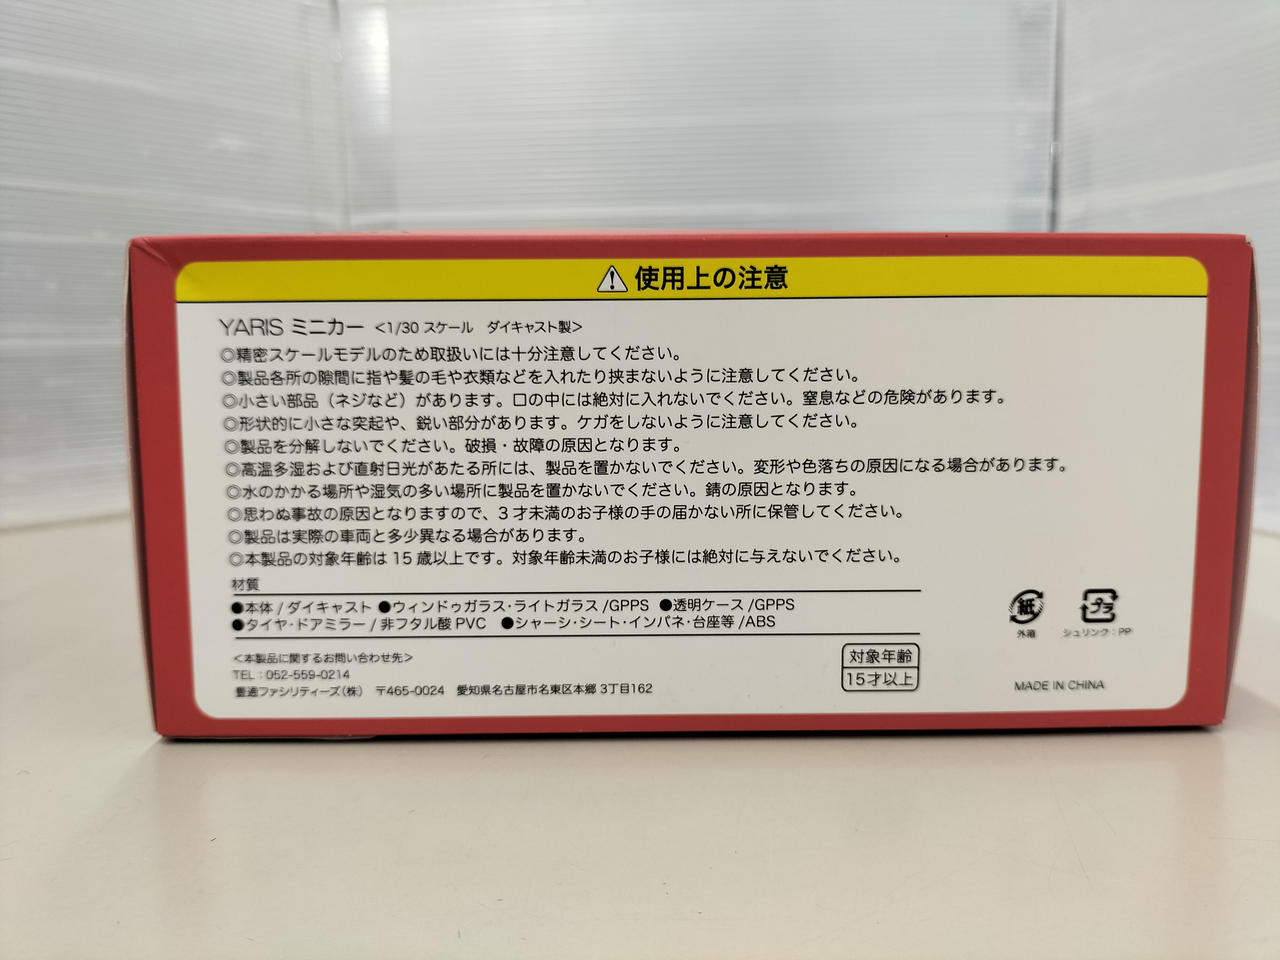 使用上の注意
YARIS ミニカー <1/30 スケール ダイキャスト製>
◎精密スケールモデルのため取扱いには十分注意してください。
◎製品各所の隙間に指や髪の毛や衣類などを入れたり挟まないように注意してください。
◎小さい部品（ネジなど）があります。口の中には絶対に入れないでください。窒息などの危険があります。
◎形状的に小さな突起や、鋭い部分があります。ケガをしないように注意してください。
◎製品を分解しないでください。破損・故障の原因となります。
◎高温多湿および直射日光があたる所には、製品を置かないでください。変形や色落ちの原因になる場合があります。
◎水のかかる場所や湿気の多い場所に製品を置かないでください。錆の原因となります。
◎思わぬ事故の原因となりますので、3才未満のお子様の手の届かない所に保管してください。
◎製品は実際の車両と多少異なる場合があります。
◎本製品の対象年齢は15歳以上です。対象年齢未満のお子様には絶対に与えないでください。
材質
●本体/ダイキャスト ●ウィンドゥガラス・ライトガラス/GPPS ●透明ケース/GPPS
●タイヤ・ドアミラー/非フタル酸PVC ●シャーシ・シート・インパネ・台座等/ABS
紙
外箱
プラ
シュリンク：PP
<本製品に関するお問い合わせ先>
TEL：052-559-0214
豊通ファシリティーズ（株） 〒465-0024 愛知県名古屋市名東区本郷3丁目162
対象年齢
15才以上
MADE IN CHINA